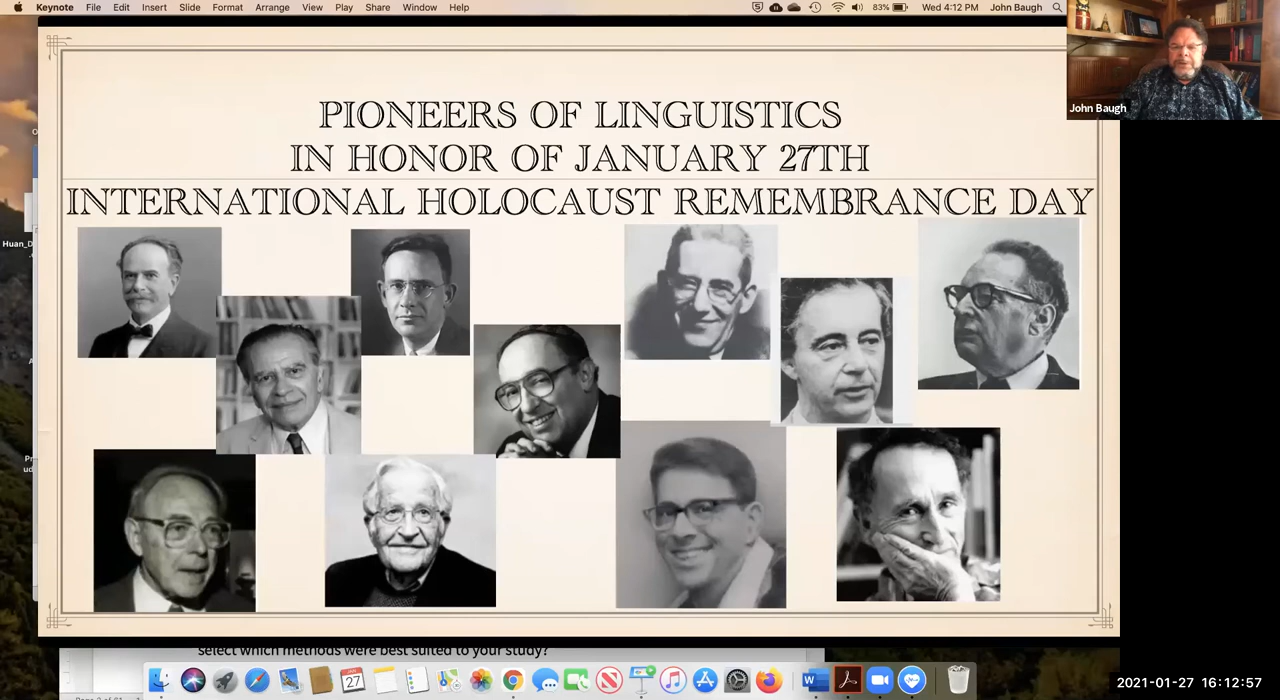 Keynote File Edit Insert Slide Format Arrange View Play Share Window Help 83% Wed 4:12 PM John Baugh
PIONEERS OF LINGUISTICS
IN HONOR OF JANUARY 27TH
INTERNATIONAL HOLOCAUST REMEMBRANCE DAY
John Baugh
Huan_D
select which methods were best suited to your study?
JAN
27
2021-01-27 16:12:57